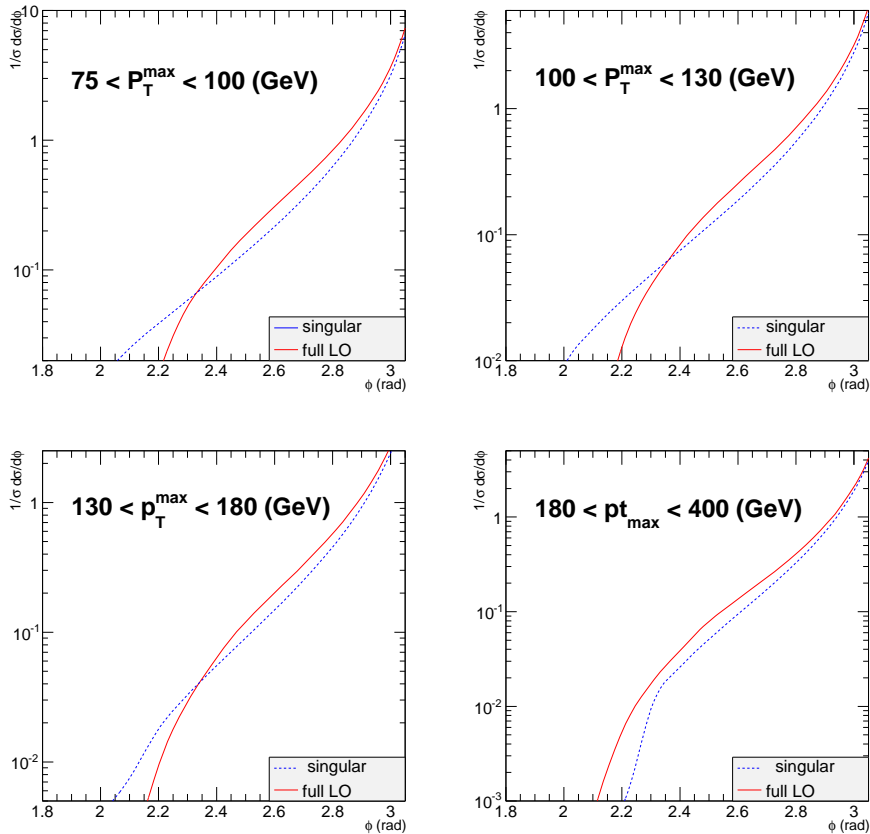 1/σ dσ/dφ
10
1
10^-1
75 < P_T^max < 100 (GeV)
singular
full LO
1.8 2 2.2 2.4 2.6 2.8 3
φ (rad)
1/σ dσ/dφ
1
10^-1
10^-2
100 < P_T^max < 130 (GeV)
singular
full LO
1.8 2 2.2 2.4 2.6 2.8 3
φ (rad)
1/σ dσ/dφ
1
10^-1
10^-2
130 < p_T^max < 180 (GeV)
singular
full LO
1.8 2 2.2 2.4 2.6 2.8 3
φ (rad)
1/σ dσ/dφ
1
10^-1
10^-2
10^-3
180 < pt_max < 400 (GeV)
singular
full LO
1.8 2 2.2 2.4 2.6 2.8 3
φ (rad)